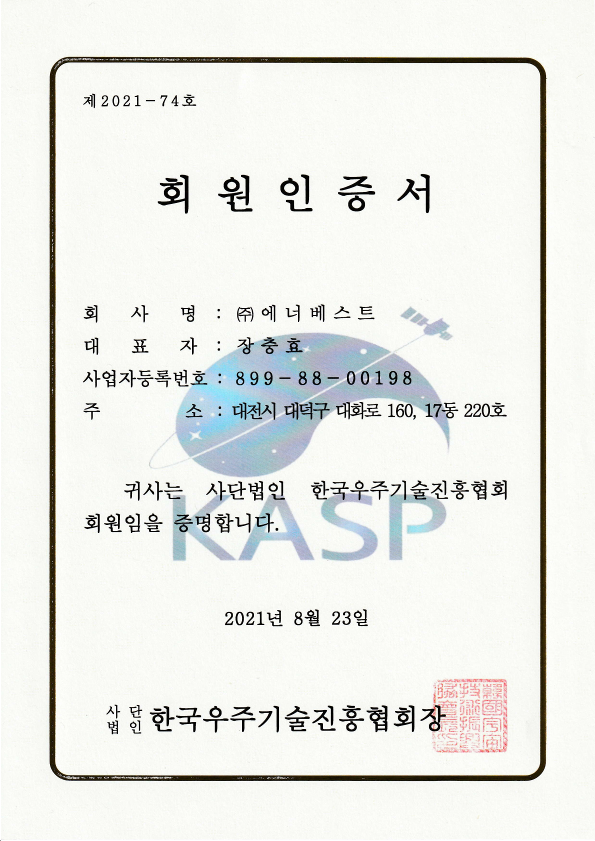 제2021-74호
회원인증서
회 사 명 : ㈜에너베스트
대 표 자 : 장충효
사업자등록번호 : 899-88-00198
주 소 : 대전시 대덕구 대화로 160, 17동 220호
귀사는 사단법인 한국우주기술진흥협회
회원임을 증명합니다.
KASP
2021년 8월 23일
사단법인 한국우주기술진흥협회장